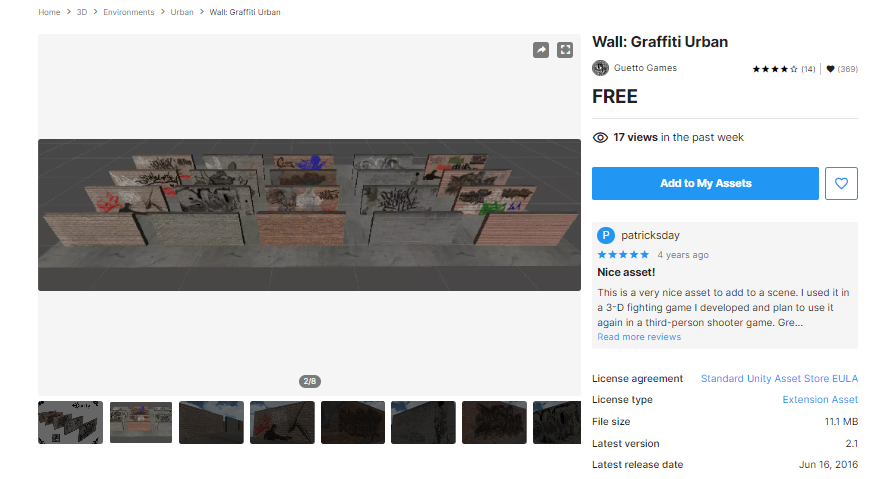 Home > 3D > Environments > Urban > Wall: Graffiti Urban
Wall: Graffiti Urban
Guetto Games
(14)
(369)
FREE
17 views in the past week
Add to My Assets
P patricksday
4 years ago
Nice asset!
This is a very nice asset to add to a scene. I used it in
a 3-D fighting game I developed and plan to use it
again in a third-person shooter game. Gre...
Read more reviews
2/8
License agreement Standard Unity Asset Store EULA
License type Extension Asset
File size 11.1 MB
Latest version 2.1
Latest release date Jun 16, 2016